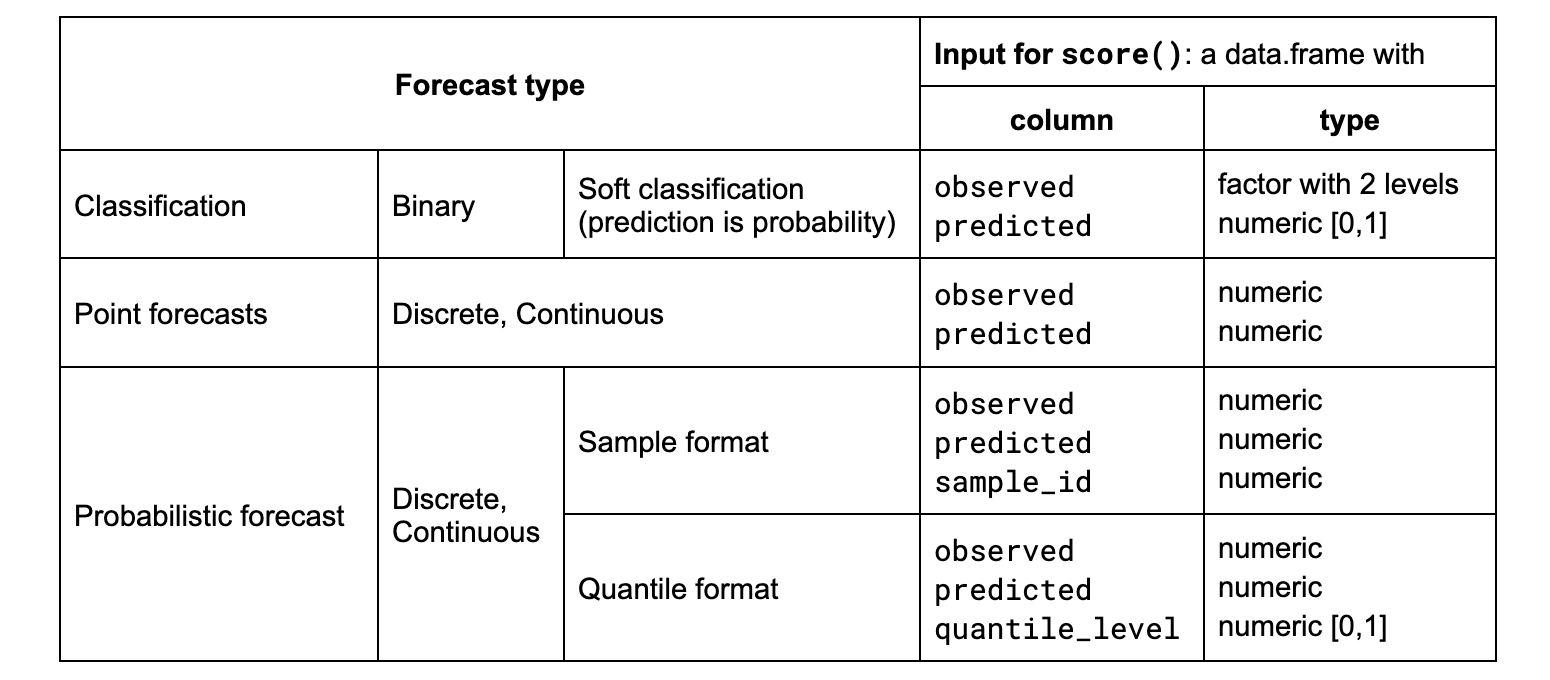 Forecast type
Input for score(): a data.frame with
column
type
Classification
Binary
Soft classification
(prediction is probability)
observed
predicted
factor with 2 levels
numeric [0,1]
Point forecasts
Discrete, Continuous
observed
predicted
numeric
numeric
Probabilistic forecast
Discrete,
Continuous
Sample format
observed
predicted
sample_id
numeric
numeric
numeric
Quantile format
observed
predicted
quantile_level
numeric
numeric
numeric [0,1]